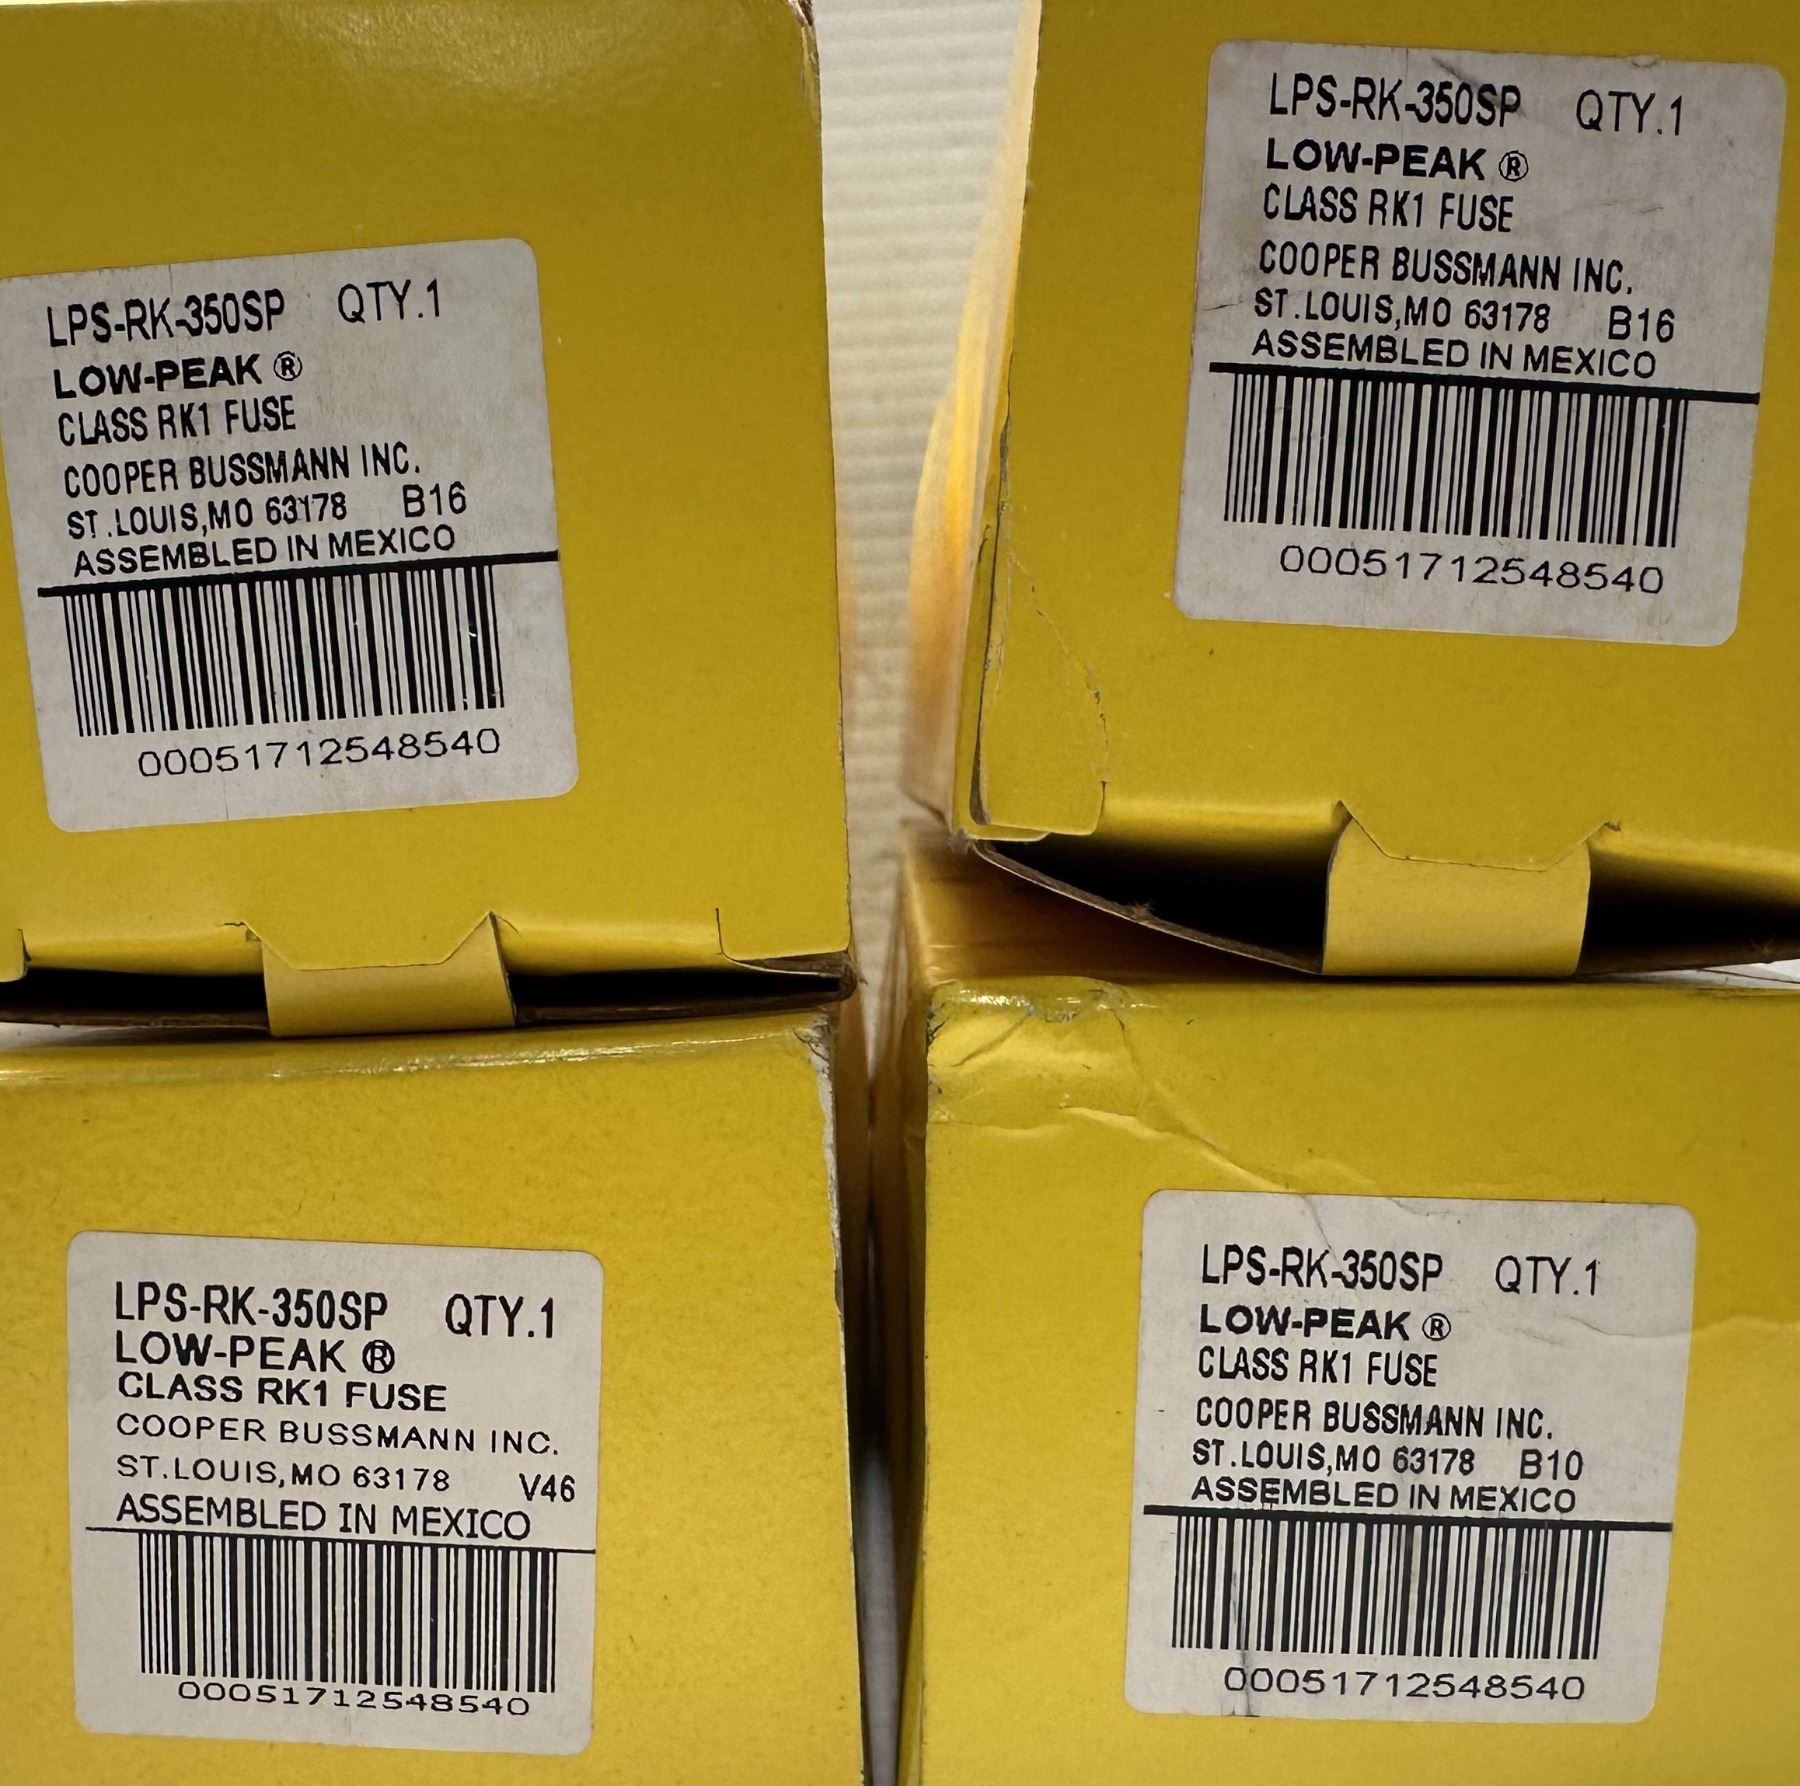 LPS-RK-350SP QTY.1
LOW-PEAK ®
CLASS RK1 FUSE
COOPER BUSSMANN INC.
ST.LOUIS,MO 63178 B16
ASSEMBLED IN MEXICO
00051712548540
LPS-RK-350SP QTY.1
LOW-PEAK ®
CLASS RK1 FUSE
COOPER BUSSMANN INC.
ST.LOUIS,MO 63178 B16
ASSEMBLED IN MEXICO
00051712548540
LPS-RK-350SP QTY.1
LOW-PEAK ®
CLASS RK1 FUSE
COOPER BUSSMANN INC.
ST.LOUIS,MO 63178 V46
ASSEMBLED IN MEXICO
00051712548540
LPS-RK-350SP QTY.1
LOW-PEAK ®
CLASS RK1 FUSE
COOPER BUSSMANN INC.
ST.LOUIS,MO 63178 B10
ASSEMBLED IN MEXICO
00051712548540